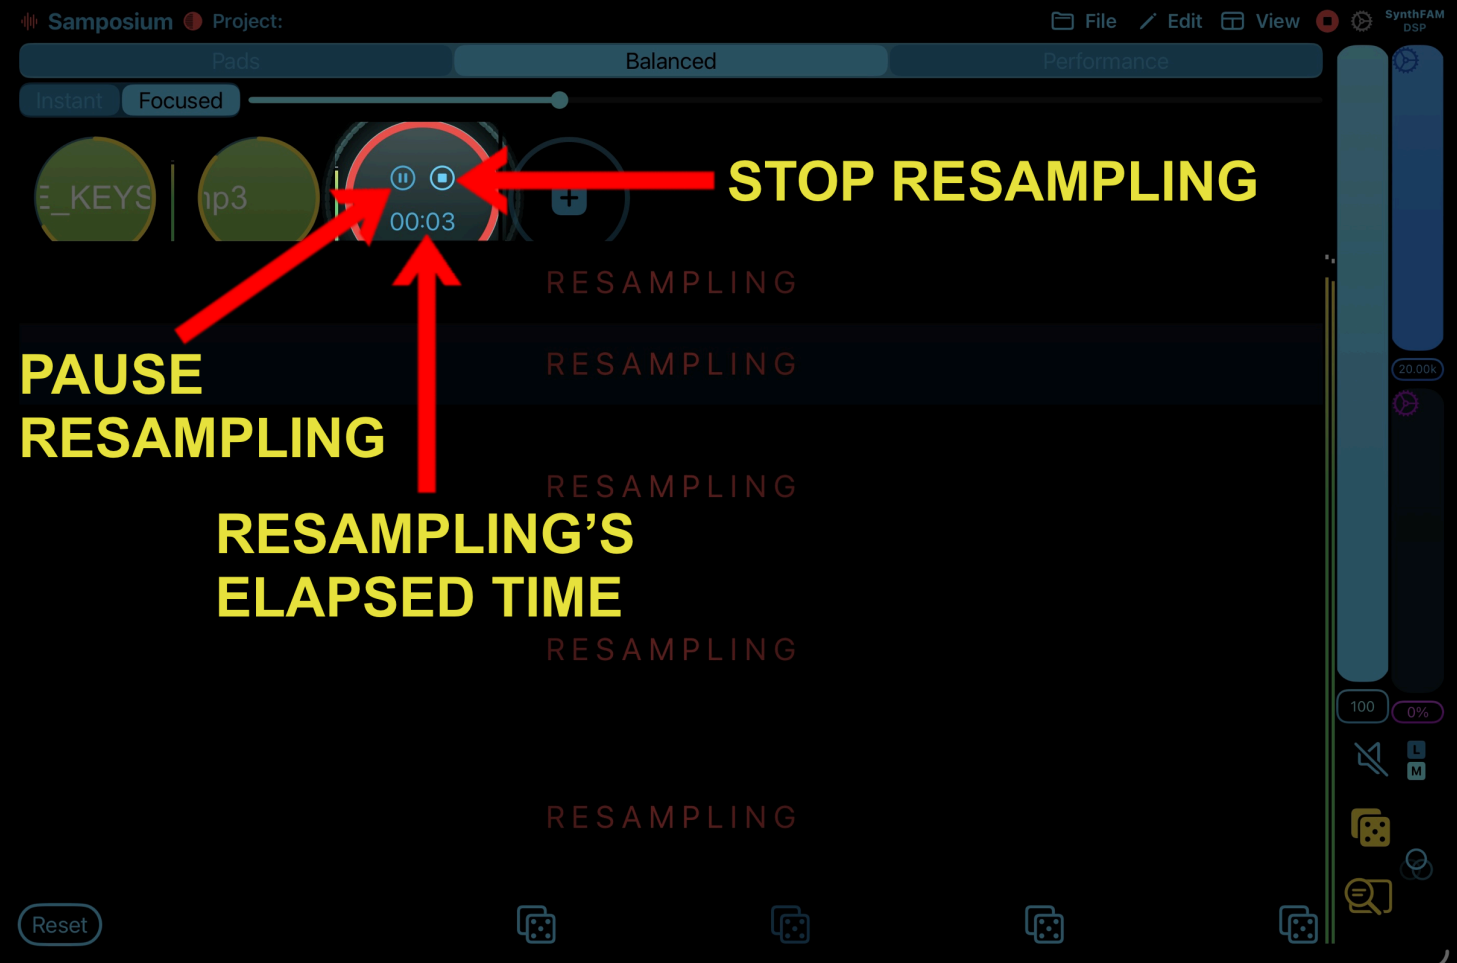 Samposium Project: File Edit View SynthFAM
DSP
Pads Balanced Performance
Instant Focused
E_KEYS mp3 00:03
STOP RESAMPLING
RESAMPLING
RESAMPLING
PAUSE
RESAMPLING
20.00k
RESAMPLING
RESAMPLING'S
ELAPSED TIME
RESAMPLING
100 0%
L
M
RESAMPLING
Reset